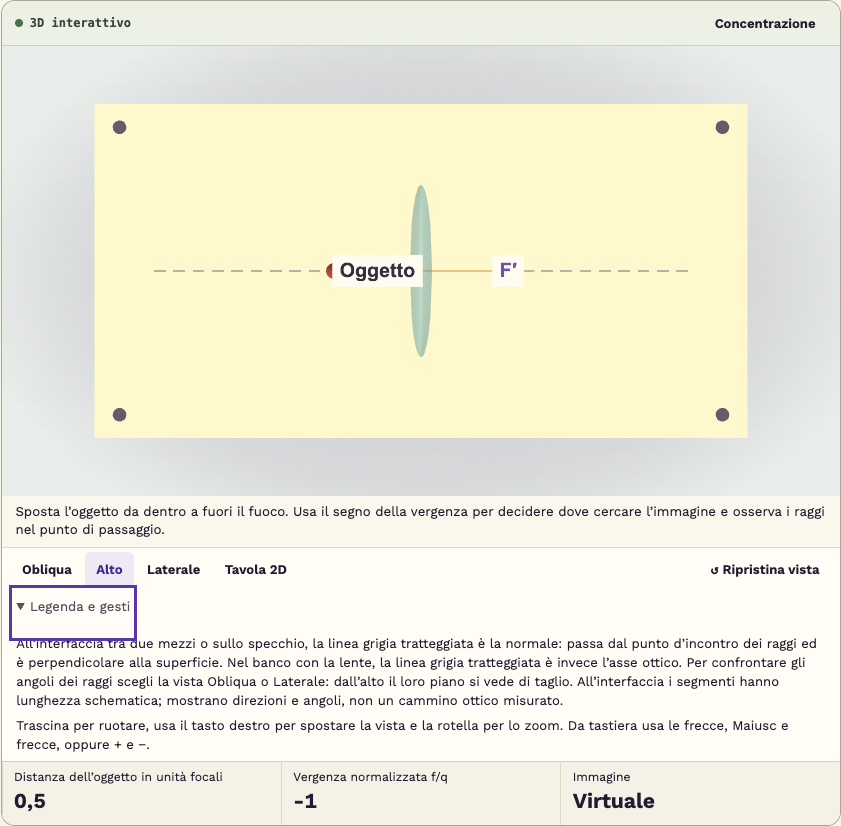 3D interattivo
Concentrazione
Oggetto
F′
Sposta l’oggetto da dentro a fuori il fuoco. Usa il segno della vergenza per decidere dove cercare l’immagine e osserva i raggi
nel punto di passaggio.
Obliqua
Alto
Laterale
Tavola 2D
↺ Ripristina vista
▼ Legenda e gesti
All’interfaccia tra due mezzi o sullo specchio, la linea grigia tratteggiata è la normale: passa dal punto d’incontro dei raggi ed
è perpendicolare alla superficie. Nel banco con la lente, la linea grigia tratteggiata è invece l’asse ottico. Per confrontare gli
angoli dei raggi scegli la vista Obliqua o Laterale: dall’alto il loro piano si vede di taglio. All’interfaccia i segmenti hanno
lunghezza schematica; mostrano direzioni e angoli, non un cammino ottico misurato.
Trascina per ruotare, usa il tasto destro per spostare la vista e la rotella per lo zoom. Da tastiera usa le frecce, Maiusc e
frecce, oppure + e −.
Distanza dell’oggetto in unità focali
0,5
Vergenza normalizzata f/q
-1
Immagine
Virtuale